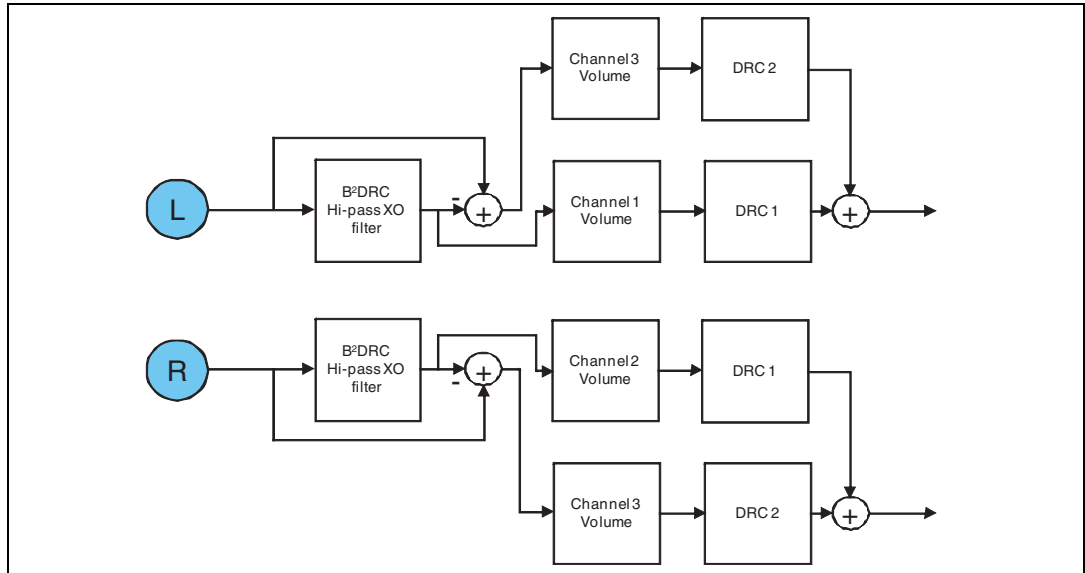 Channel 3
Volume
DRC 2
L
B²DRC
Hi-pass XO
filter
-
+
Channel 1
Volume
DRC 1
+
R
B²DRC
Hi-pass XO
filter
-
+
Channel 2
Volume
DRC 1
Channel 3
Volume
DRC 2
+